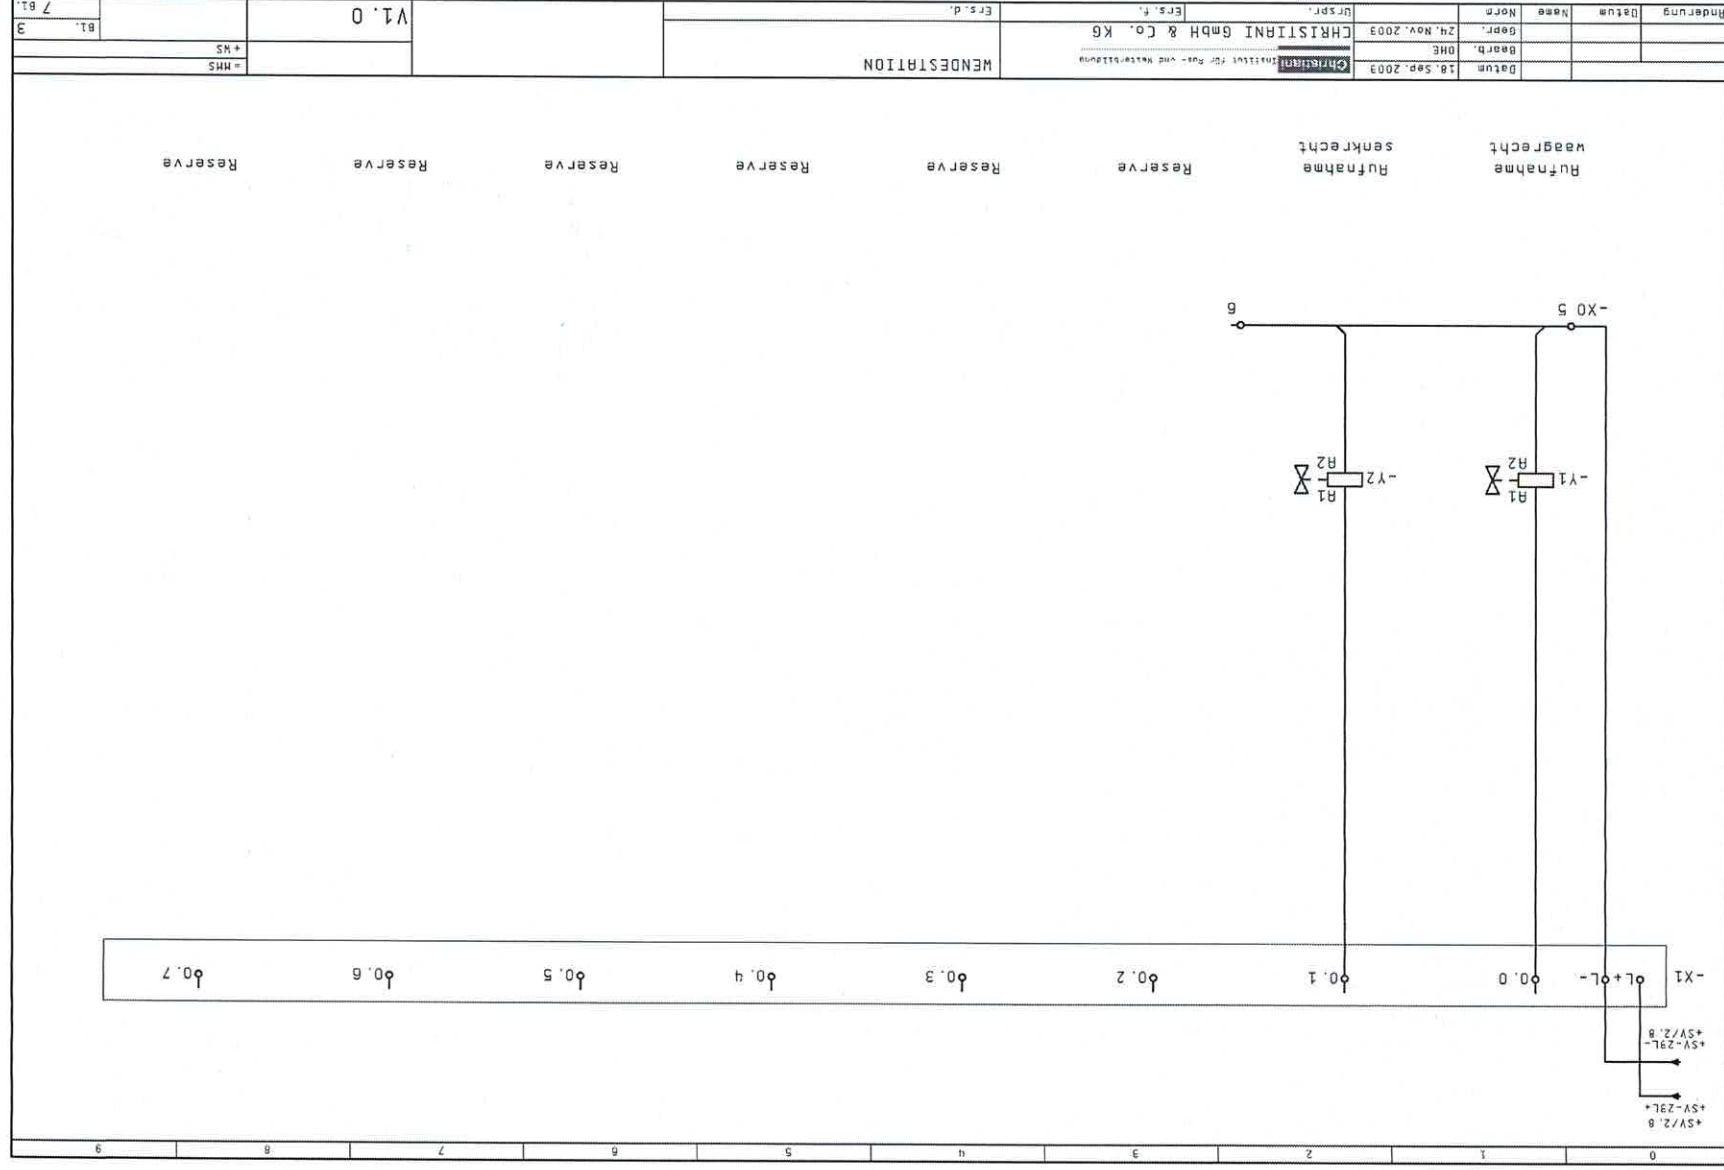 0 1 2 3 4 5 6 7 8 9
+SV/2.8
+SV-23L+
+SV-23L-
+SV/2.8
-X1 L+ L- 0.0 0.1 0.2 0.3 0.4 0.5 0.6 0.7
A1 A1
-Y1 -Y2
A2 A2
-X0 5 6
Aufnahme Aufnahme Reserve Reserve Reserve Reserve Reserve Reserve
waagrecht senkrecht
Datum 18.Sep.2003 Christiani Institut für Aus- und Weiterbildung WENDESTATION =MMS
Bearb. OHE +WS
Gepr. 24.Nov.2003 CHRISTIANI GmbH & Co. KG V1.0 Bl. 3
Änderung Datum Name Norm Urspr. Ers.f. Ers.d. 7 Bl.